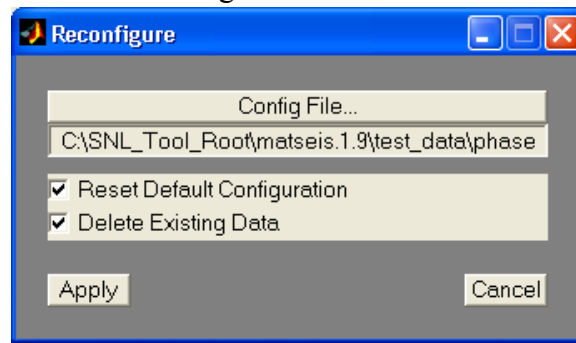 Reconfigure
Config File...
C:\SNL_Tool_Root\matseis.1.9\test_data\phase
Reset Default Configuration
Delete Existing Data
Apply
Cancel